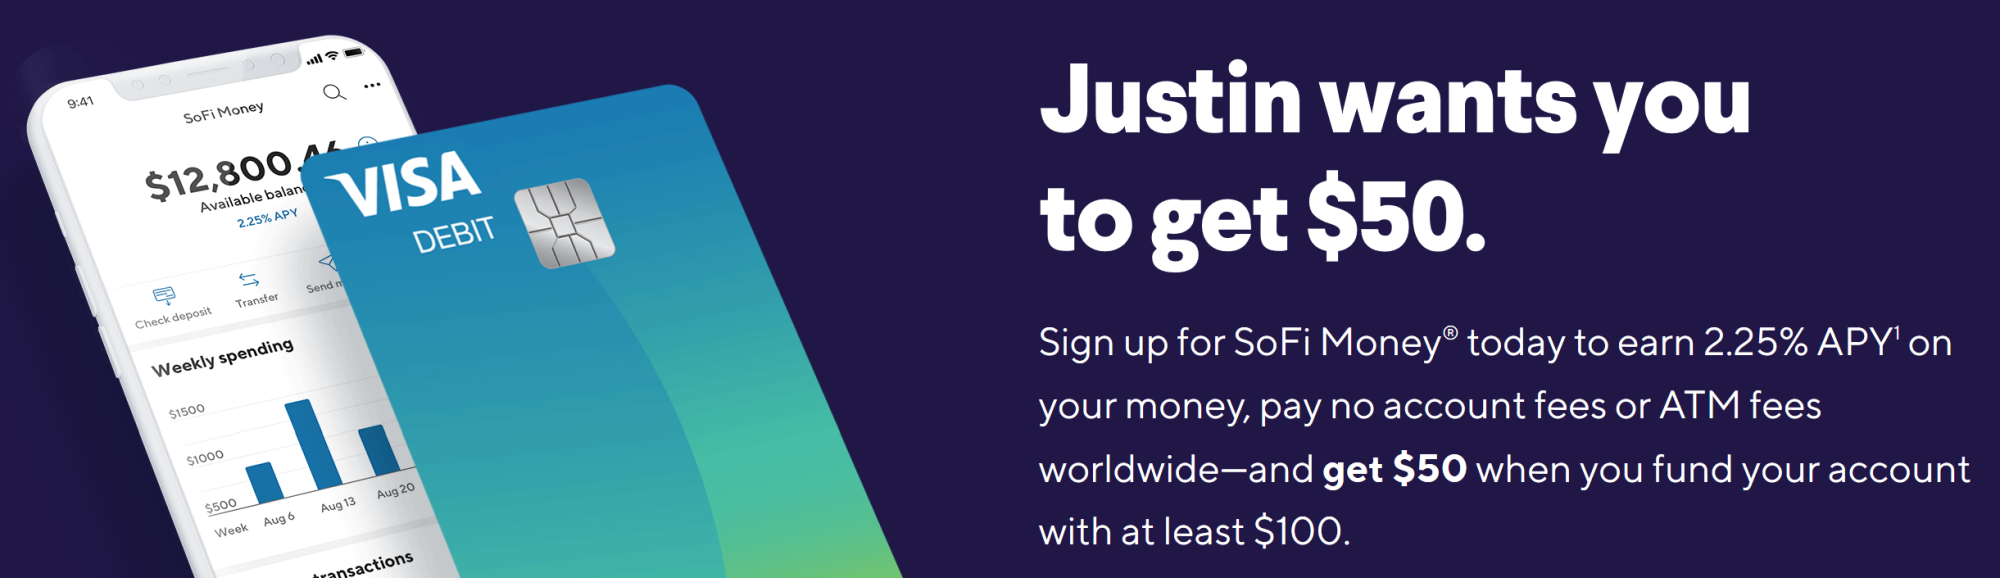 9:41
SoFi Money
$12,800.46
Available
2.25% APY
Check deposit
Transfer
Send
Weekly spending
$1500
$1000
$500
Week Aug 6 Aug 13 Aug 20
VISA
DEBIT
Justin wants you
to get $50.
Sign up for SoFi Money® today to earn 2.25% APY¹ on
your money, pay no account fees or ATM fees
worldwide—and get $50 when you fund your account
with at least $100.